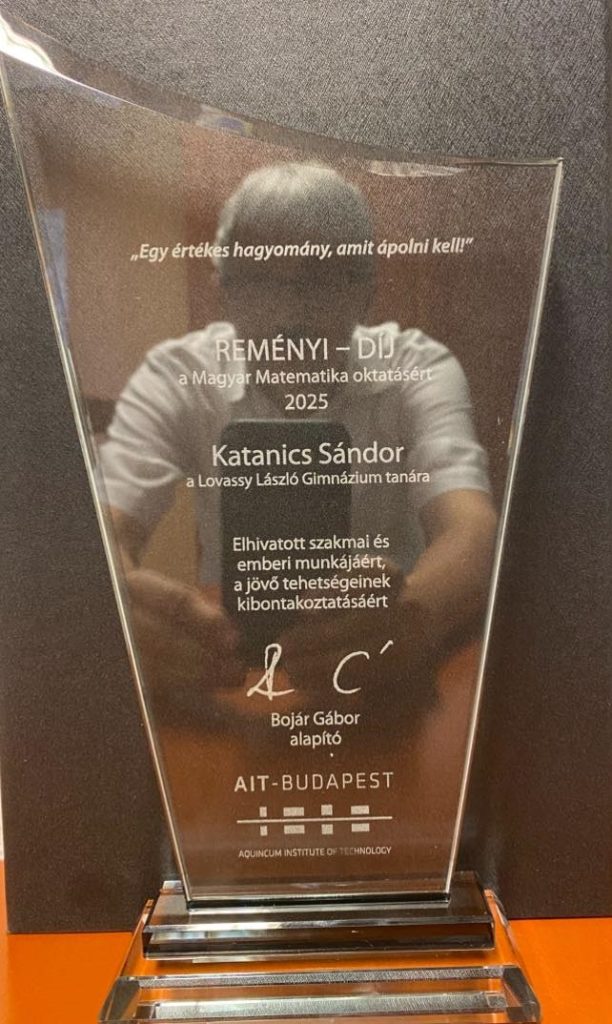 „Egy értékes hagyomány, amit ápolni kell!”
REMÉNYI – DÍJ
a Magyar Matematika oktatásért
2025
Katanics Sándor
a Lovassy László Gimnázium tanára
Elhivatott szakmai és
emberi munkájáért,
a jövő tehetségeinek
kibontakoztatásáért
Bojár Gábor
alapító
AIT-BUDAPEST
AQUINCUM INSTITUTE OF TECHNOLOGY